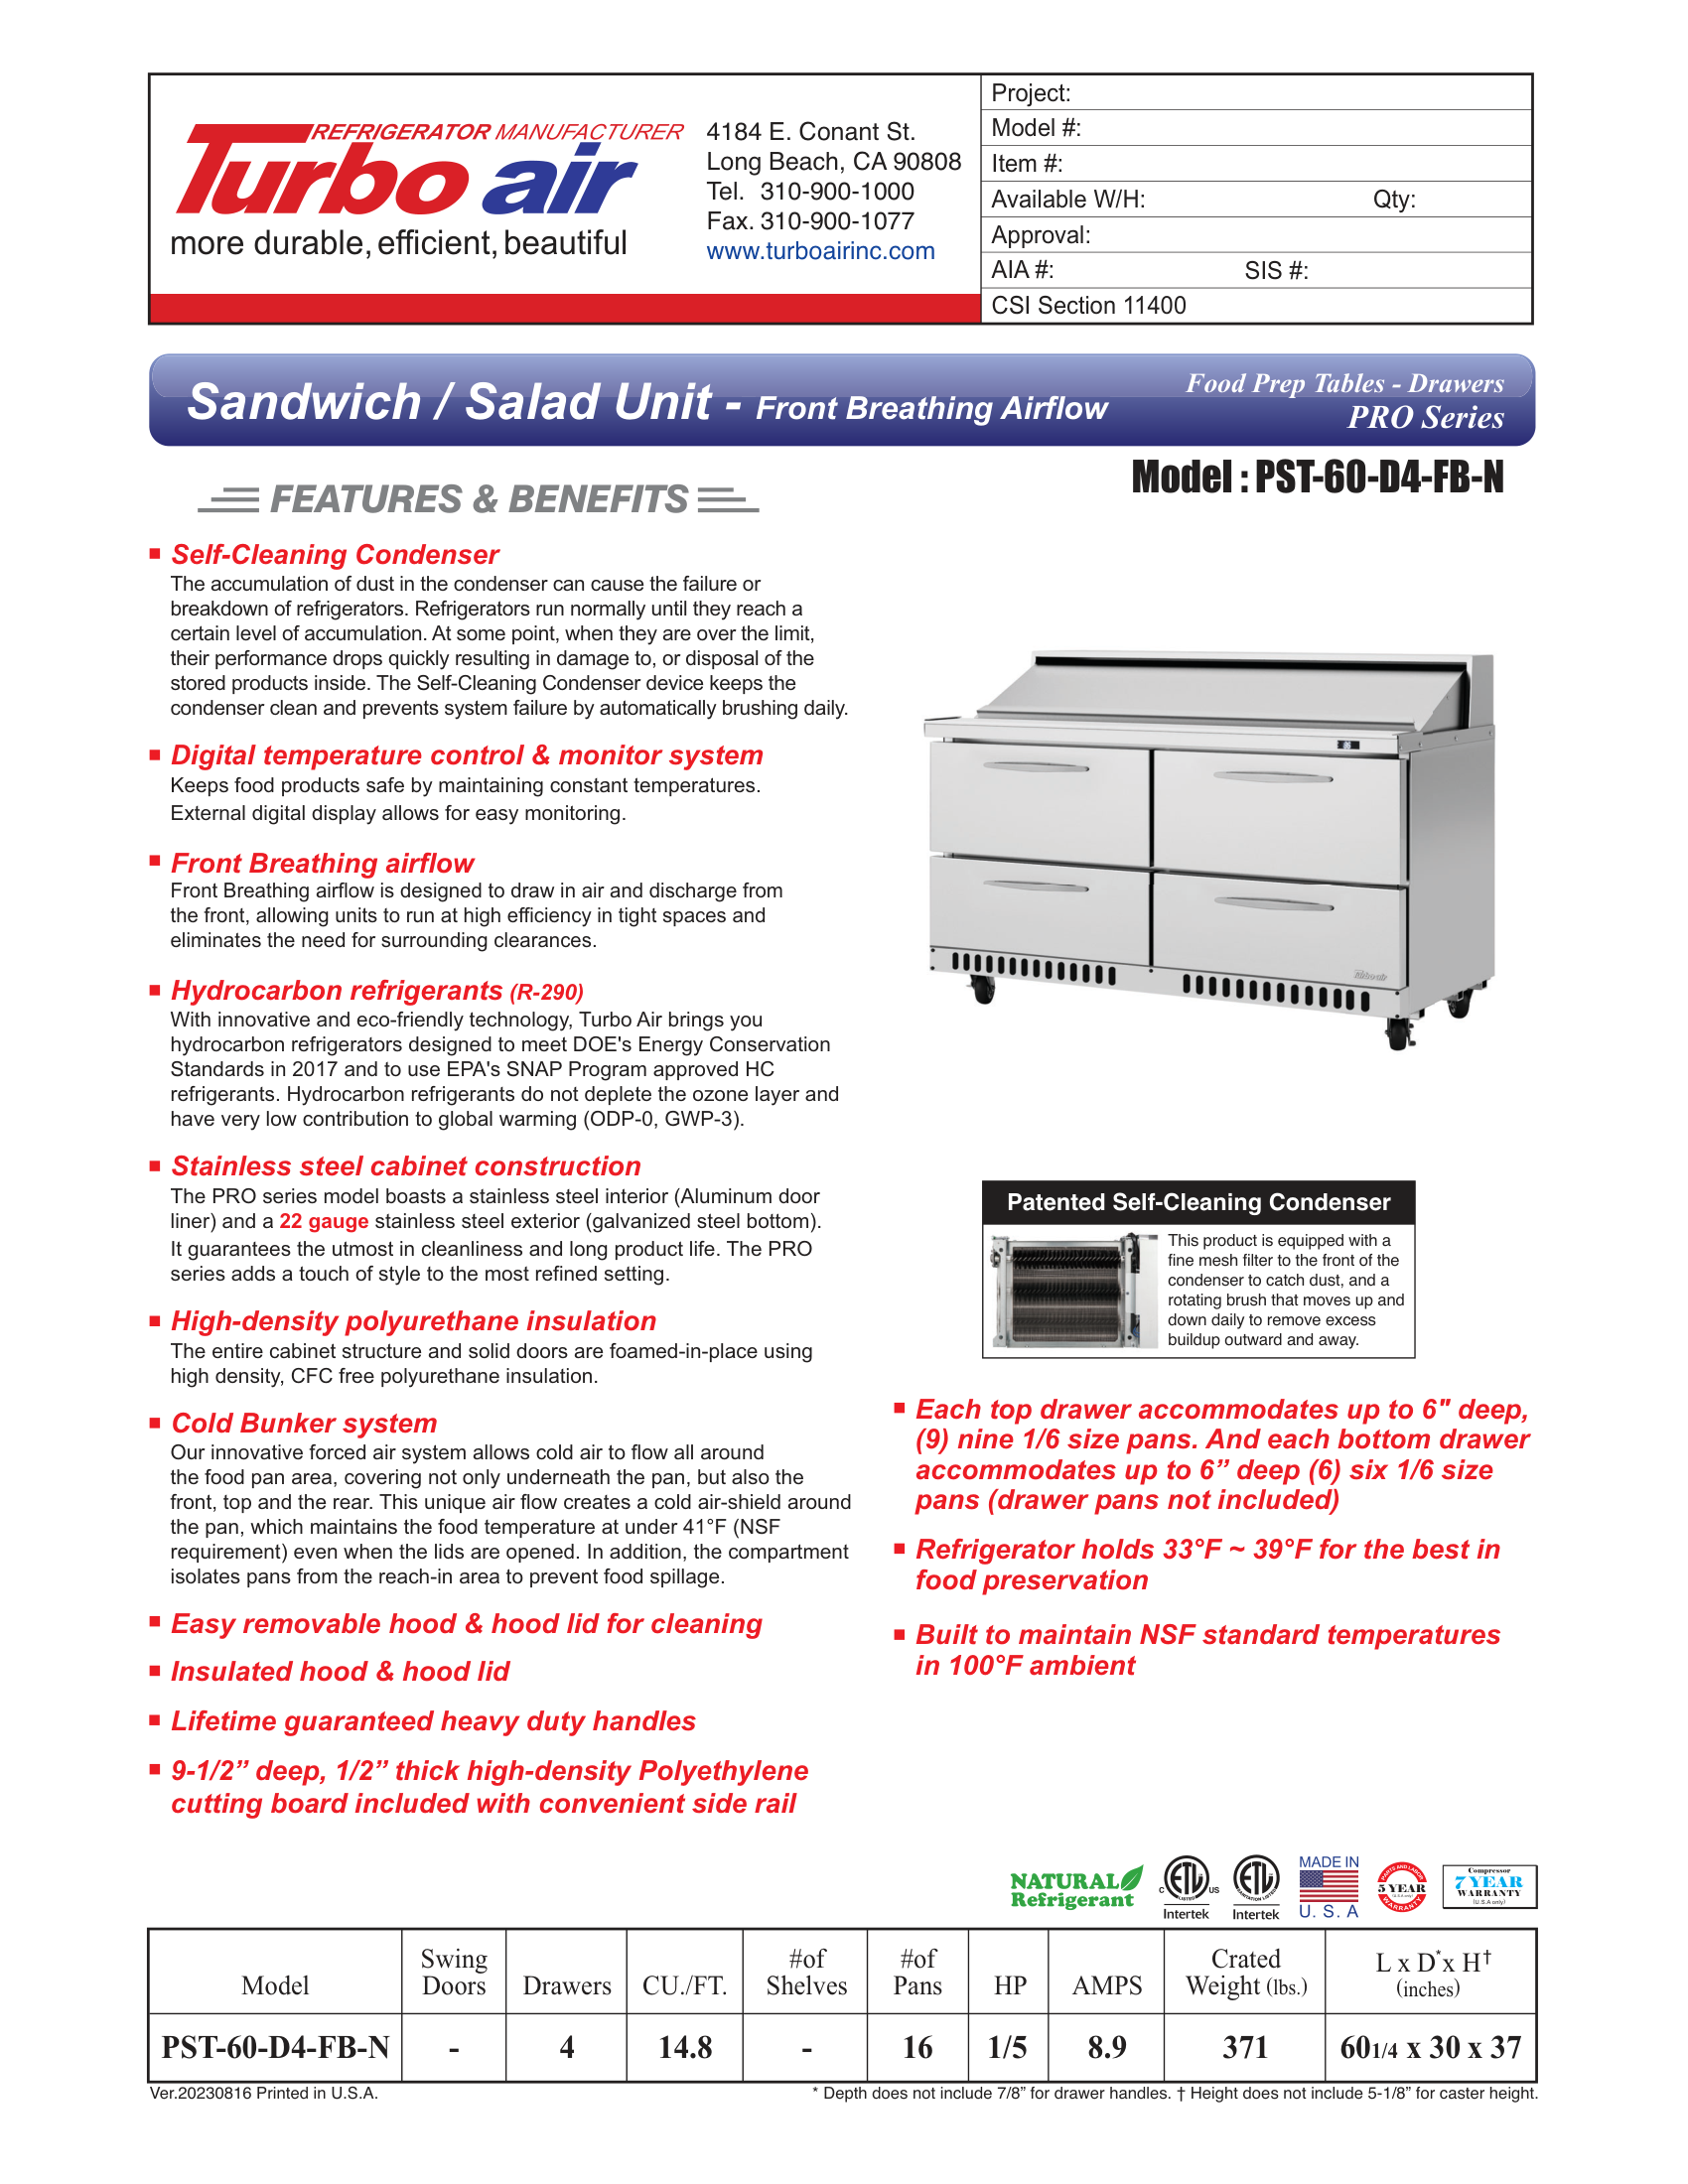 REFRIGERATOR MANUFACTURER
Turbo air
more durable, efficient, beautiful
4184 E. Conant St.
Long Beach, CA 90808
Tel. 310-900-1000
Fax. 310-900-1077
www.turboairinc.com
Project:
Model #:
Item #:
Available W/H: Qty:
Approval:
AIA #: SIS #:
CSI Section 11400
Sandwich / Salad Unit - Front Breathing Airflow
Food Prep Tables - Drawers
PRO Series
Model : PST-60-D4-FB-N
FEATURES & BENEFITS
Self-Cleaning Condenser
The accumulation of dust in the condenser can cause the failure or
breakdown of refrigerators. Refrigerators run normally until they reach a
certain level of accumulation. At some point, when they are over the limit,
their performance drops quickly resulting in damage to, or disposal of the
stored products inside. The Self-Cleaning Condenser device keeps the
condenser clean and prevents system failure by automatically brushing daily.
Digital temperature control & monitor system
Keeps food products safe by maintaining constant temperatures.
External digital display allows for easy monitoring.
Front Breathing airflow
Front Breathing airflow is designed to draw in air and discharge from
the front, allowing units to run at high efficiency in tight spaces and
eliminates the need for surrounding clearances.
Hydrocarbon refrigerants (R-290)
With innovative and eco-friendly technology, Turbo Air brings you
hydrocarbon refrigerators designed to meet DOE's Energy Conservation
Standards in 2017 and to use EPA's SNAP Program approved HC
refrigerants. Hydrocarbon refrigerants do not deplete the ozone layer and
have very low contribution to global warming (ODP-0, GWP-3).
Stainless steel cabinet construction
The PRO series model boasts a stainless steel interior (Aluminum door
liner) and a 22 gauge stainless steel exterior (galvanized steel bottom).
It guarantees the utmost in cleanliness and long product life. The PRO
series adds a touch of style to the most refined setting.
High-density polyurethane insulation
The entire cabinet structure and solid doors are foamed-in-place using
high density, CFC free polyurethane insulation.
Cold Bunker system
Our innovative forced air system allows cold air to flow all around
the food pan area, covering not only underneath the pan, but also the
front, top and the rear. This unique air flow creates a cold air-shield around
the pan, which maintains the food temperature at under 41°F (NSF
requirement) even when the lids are opened. In addition, the compartment
isolates pans from the reach-in area to prevent food spillage.
Easy removable hood & hood lid for cleaning
Insulated hood & hood lid
Lifetime guaranteed heavy duty handles
9-1/2” deep, 1/2” thick high-density Polyethylene
cutting board included with convenient side rail
Turbo air
Patented Self-Cleaning Condenser
This product is equipped with a
fine mesh filter to the front of the
condenser to catch dust, and a
rotating brush that moves up and
down daily to remove excess
buildup outward and away.
Each top drawer accommodates up to 6" deep,
(9) nine 1/6 size pans. And each bottom drawer
accommodates up to 6” deep (6) six 1/6 size
pans (drawer pans not included)
Refrigerator holds 33°F ~ 39°F for the best in
food preservation
Built to maintain NSF standard temperatures
in 100°F ambient
NATURAL
Refrigerant
C ETL US
LISTED
Intertek
ETL
SANITATION LISTED
Intertek
MADE IN
U. S. A
PARTS AND LABOR
5 YEAR
(U.S.A only)
WARRANTY
Compressor
7 YEAR
WARRANTY
(U.S.A only)
Model Swing Doors Drawers CU./FT. #of Shelves #of Pans HP AMPS Crated Weight (lbs.) L x D* x H† (inches)
PST-60-D4-FB-N - 4 14.8 - 16 1/5 8.9 371 60 1/4 x 30 x 37
Ver.20230816 Printed in U.S.A.
* Depth does not include 7/8” for drawer handles. † Height does not include 5-1/8” for caster height.